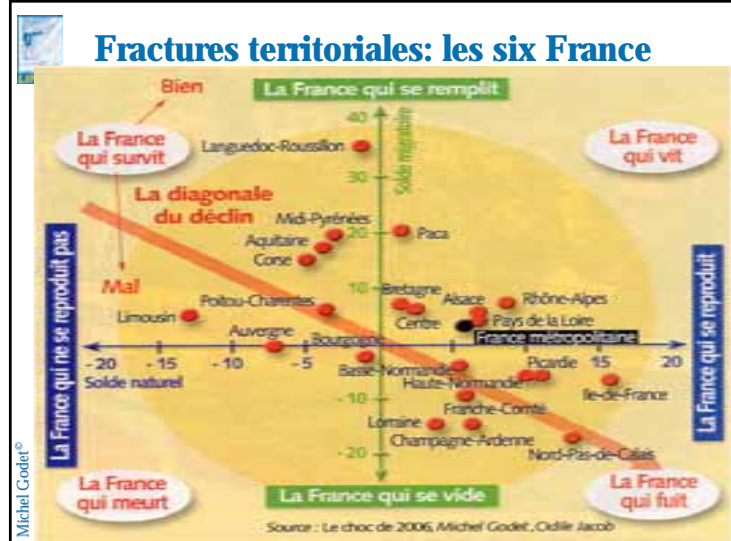 Fractures territoriales: les six France
Bien
La France qui se remplit
La France
qui survit
La France
qui vit
40
Solde migratoire
Languedoc-Roussillon
30
La diagonale
du déclin
Midi-Pyrénées
20
Paca
Aquitaine
Corse
Mal
10
Bretagne
Alsace
Rhône-Alpes
Poitou-Charentes
Limousin
Centre
Pays de la Loire
Auvergne
Bourgogne
France métropolitaine
-20
-15
-10
-5
15
20
Solde naturel
Basse-Normandie
Picardie
Haute-Normandie
Ile-de-France
-10
Franche-Comté
Lorraine
Champagne-Ardenne
Nord-Pas-de-Calais
-20
La France qui ne se reproduit pas
La France qui se reproduit
La France
qui meurt
La France qui se vide
La France
qui fuit
Source : Le choc de 2006, Michel Godet, Odile Jacob
Michel Godet©